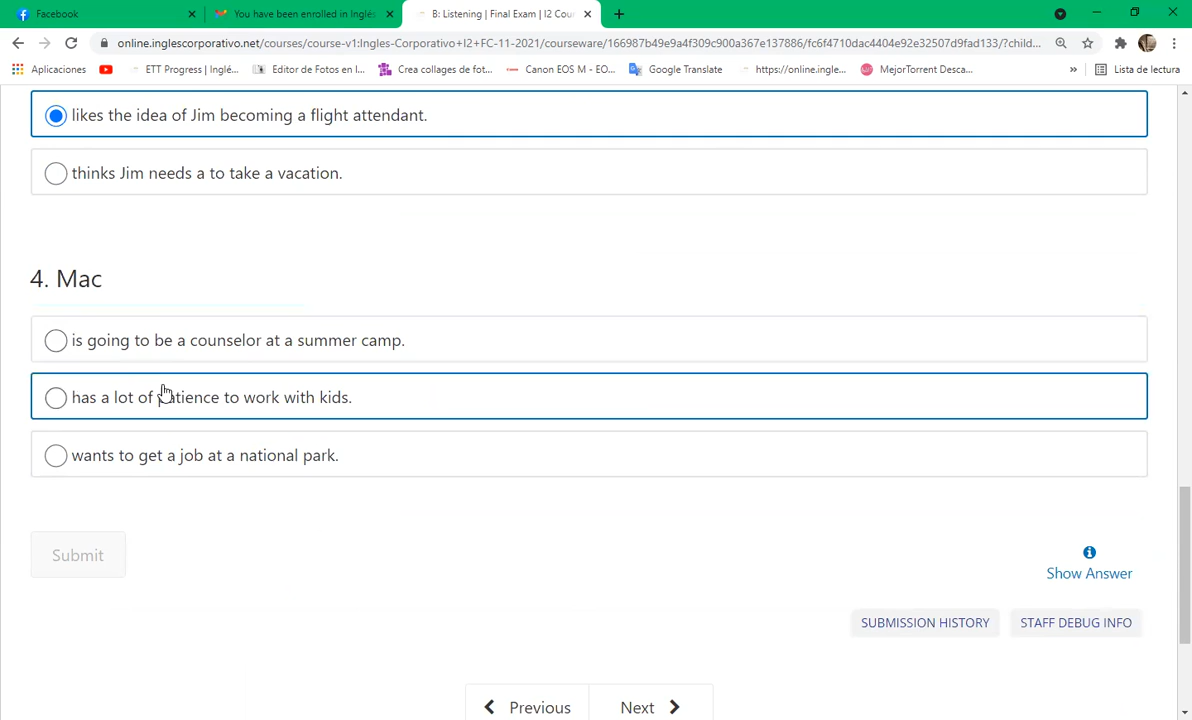 Facebook
You have been enrolled in Inglés
B: Listening | Final Exam | I2 Cour
online.inglescorporativo.net/courses/course-v1:Ingles-Corporativo+I2+FC-11-2021/courseware/166987b49e9a4f309c900a367e137886/fc6f4710dac4404e92e32507d9fad133/?child...
Aplicaciones
ETT Progress | Inglé...
Editor de Fotos en l...
Crea collages de fot...
Canon EOS M - EO...
Google Translate
https://online.ingle...
MejorTorrent Desca...
»
Lista de lectura
likes the idea of Jim becoming a flight attendant.
thinks Jim needs a to take a vacation.
4. Mac
is going to be a counselor at a summer camp.
has a lot of patience to work with kids.
wants to get a job at a national park.
Submit
Show Answer
SUBMISSION HISTORY
STAFF DEBUG INFO
Previous
Next